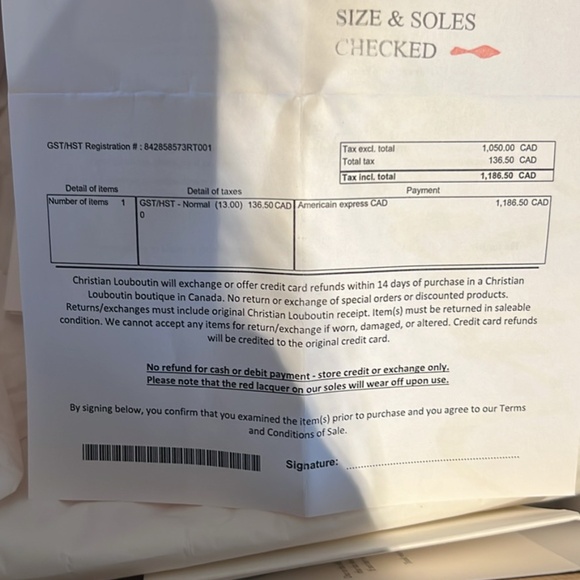 SIZE & SOLES
CHECKED
GST/HST Registration # : 842858573RT001
Tax excl. total 1,050.00 CAD
Total tax 136.50 CAD
Tax incl. total 1,186.50 CAD
Detail of items Detail of taxes Payment
Number of items 1 GST/HST - Normal (13.00) 136.50 CAD Americain express CAD 1,186.50 CAD
0
Christian Louboutin will exchange or offer credit card refunds within 14 days of purchase in a Christian
Louboutin boutique in Canada. No return or exchange of special orders or discounted products.
Returns/exchanges must include original Christian Louboutin receipt. Item(s) must be returned in saleable
condition. We cannot accept any items for return/exchange if worn, damaged, or altered. Credit card refunds
will be credited to the original credit card.
No refund for cash or debit payment - store credit or exchange only.
Please note that the red lacquer on our soles will wear off upon use.
By signing below, you confirm that you examined the item(s) prior to purchase and you agree to our Terms
and Conditions of Sale.
Signature: